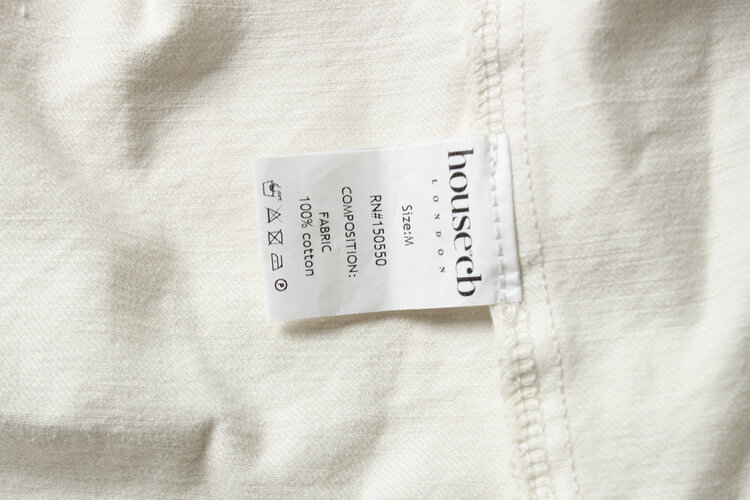 house of cb
LONDON
Size:M
RN#150550
COMPOSITION:
FABRIC
100% cotton
P